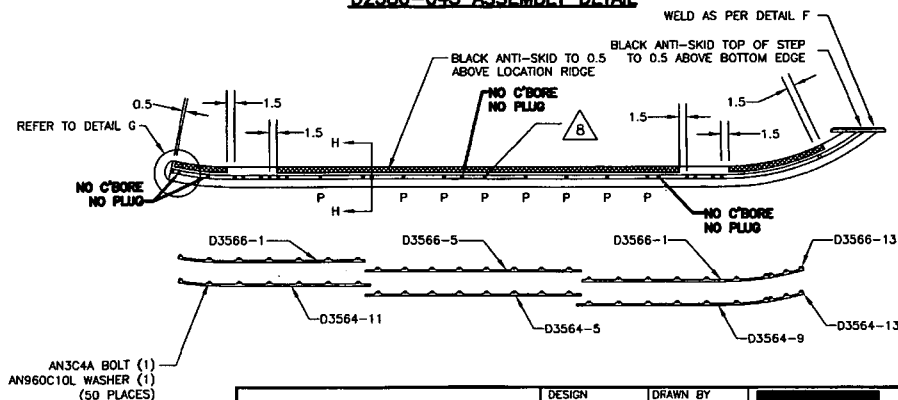 WELD AS PER DETAIL F
BLACK ANTI-SKID TO 0.5
ABOVE LOCATION RIDGE
BLACK ANTI-SKID TOP OF STEP
TO 0.5 ABOVE BOTTOM EDGE
NO C'BORE
NO PLUG
0.5
1.5
1.5
H
8
1.5
1.5
1.5
REFER TO DETAIL G
NO C'BORE
NO PLUG
H
P P P P P P P P
NO C'BORE
NO PLUG
D3566-1
D3566-5
D3566-1
D3566-13
D3564-11
D3564-5
D3564-9
D3564-13
AN3C4A BOLT (1)
AN960C10L WASHER (1)
(50 PLACES)
DESIGN
DRAWN BY